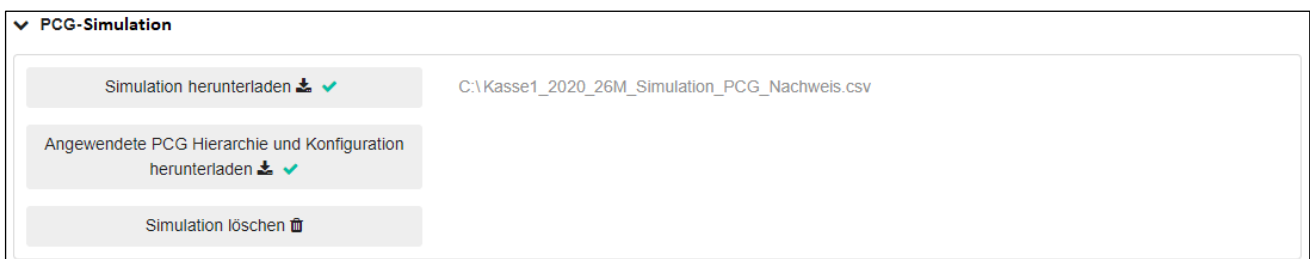 PCG-Simulation
Simulation herunterladen
C:\Kasse1_2020_26M_Simulation_PCG_Nachweis.csv
Angewendete PCG Hierarchie und Konfiguration
herunterladen
Simulation löschen